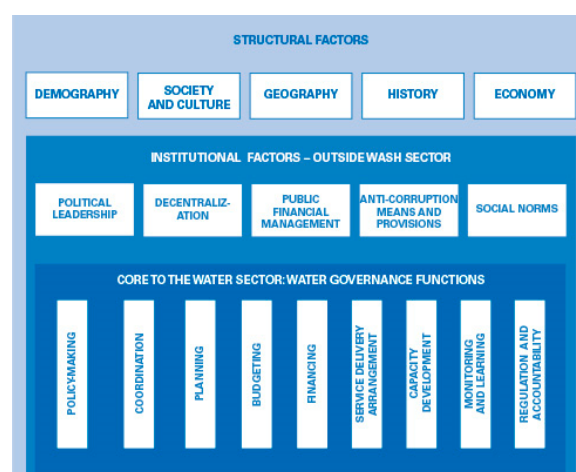 STRUCTURAL FACTORS
DEMOGRAPHY
SOCIETY
AND CULTURE
GEOGRAPHY
HISTORY
ECONOMY
INSTITUTIONAL FACTORS – OUTSIDE WASH SECTOR
POLITICAL
LEADERSHIP
DECENTRALIZ-
ATION
PUBLIC
FINANCIAL
MANAGEMENT
ANTI-CORRUPTION
MEANS AND
PROVISIONS
SOCIAL NORMS
CORE TO THE WATER SECTOR: WATER GOVERNANCE FUNCTIONS
POLICY-MAKING
COORDINATION
PLANNING
BUDGETING
FINANCING
SERVICE DELIVERY
ARRANGEMENT
CAPACITY
DEVELOPMENT
MONITORING
AND LEARNING
REGULATION AND
ACCOUNTABILITY